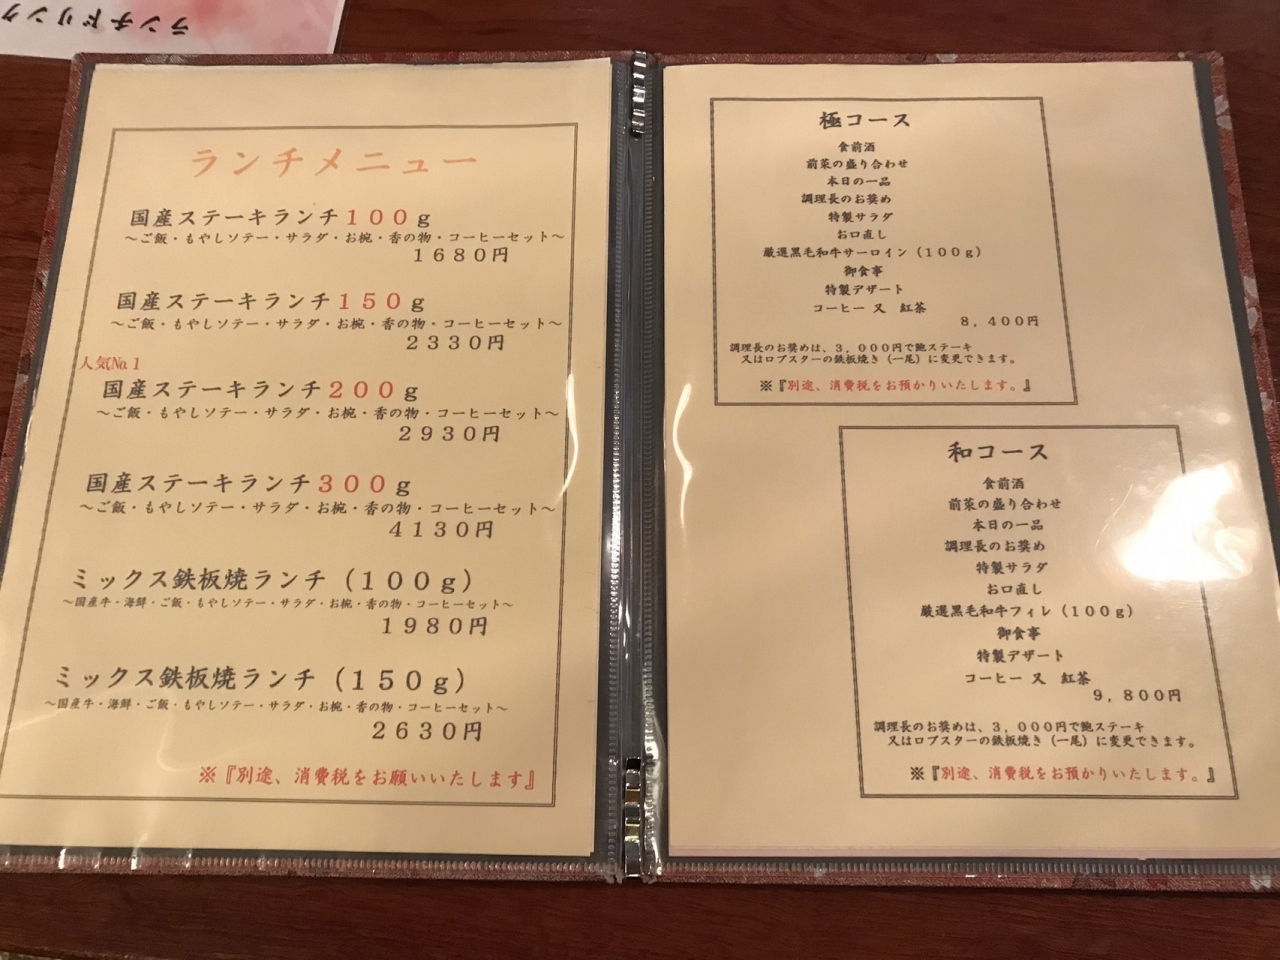 ランチドリンク
ランチメニュー
国産ステーキランチ１００ｇ
～ご飯・もやしソテー・サラダ・お椀・香の物・コーヒーセット～
１６８０円
国産ステーキランチ１５０ｇ
～ご飯・もやしソテー・サラダ・お椀・香の物・コーヒーセット～
２３３０円
人気№１
国産ステーキランチ２００ｇ
～ご飯・もやしソテー・サラダ・お椀・香の物・コーヒーセット～
２９３０円
国産ステーキランチ３００ｇ
～ご飯・もやしソテー・サラダ・お椀・香の物・コーヒーセット～
４１３０円
ミックス鉄板焼ランチ（１００ｇ）
～国産牛・海鮮・ご飯・もやしソテー・サラダ・お椀・香の物・コーヒーセット～
１９８０円
ミックス鉄板焼ランチ（１５０ｇ）
～国産牛・海鮮・ご飯・もやしソテー・サラダ・お椀・香の物・コーヒーセット～
２６３０円
※『別途、消費税をお願いいたします』
極コース
食前酒
前菜の盛り合わせ
本日の一品
調理長のお奨め
特製サラダ
お口直し
厳選黒毛和牛サーロイン（１００ｇ）
御食事
特製デザート
コーヒー 又　紅茶
８，４００円
調理長のお奨めは、３，０００円で鮑ステーキ
又はロブスターの鉄板焼き（一尾）に変更できます。
※『別途、消費税をお預かりいたします。』
和コース
食前酒
前菜の盛り合わせ
本日の一品
調理長のお奨め
特製サラダ
お口直し
厳選黒毛和牛フィレ（１００ｇ）
御食事
特製デザート
コーヒー 又　紅茶
９，８００円
調理長のお奨めは、３，０００円で鮑ステーキ
又はロブスターの鉄板焼き（一尾）に変更できます。
※『別途、消費税をお預かりいたします。』